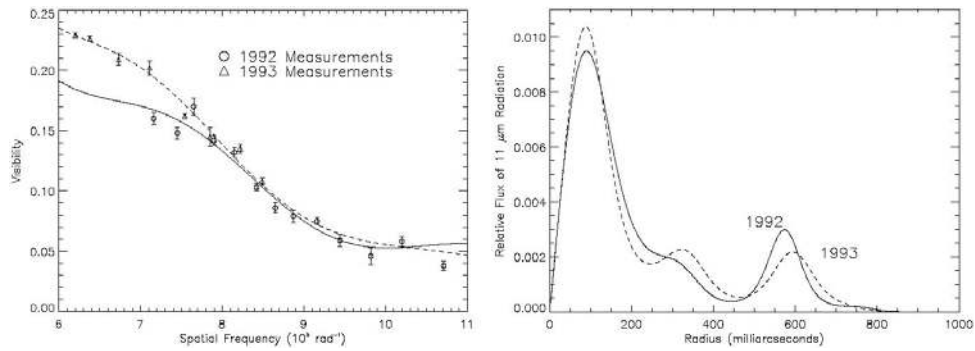 0.25
0.20
0.15
0.10
0.05
0.00
Visibility
1992 Measurements
1993 Measurements
6 7 8 9 10 11
Spatial Frequency (10⁵ rad⁻¹)
0.010
0.008
0.006
0.004
0.002
0.000
Relative Flux of 11 μm Radiation
1992
1993
0 200 400 600 800 1000
Radius (milliarcseconds)